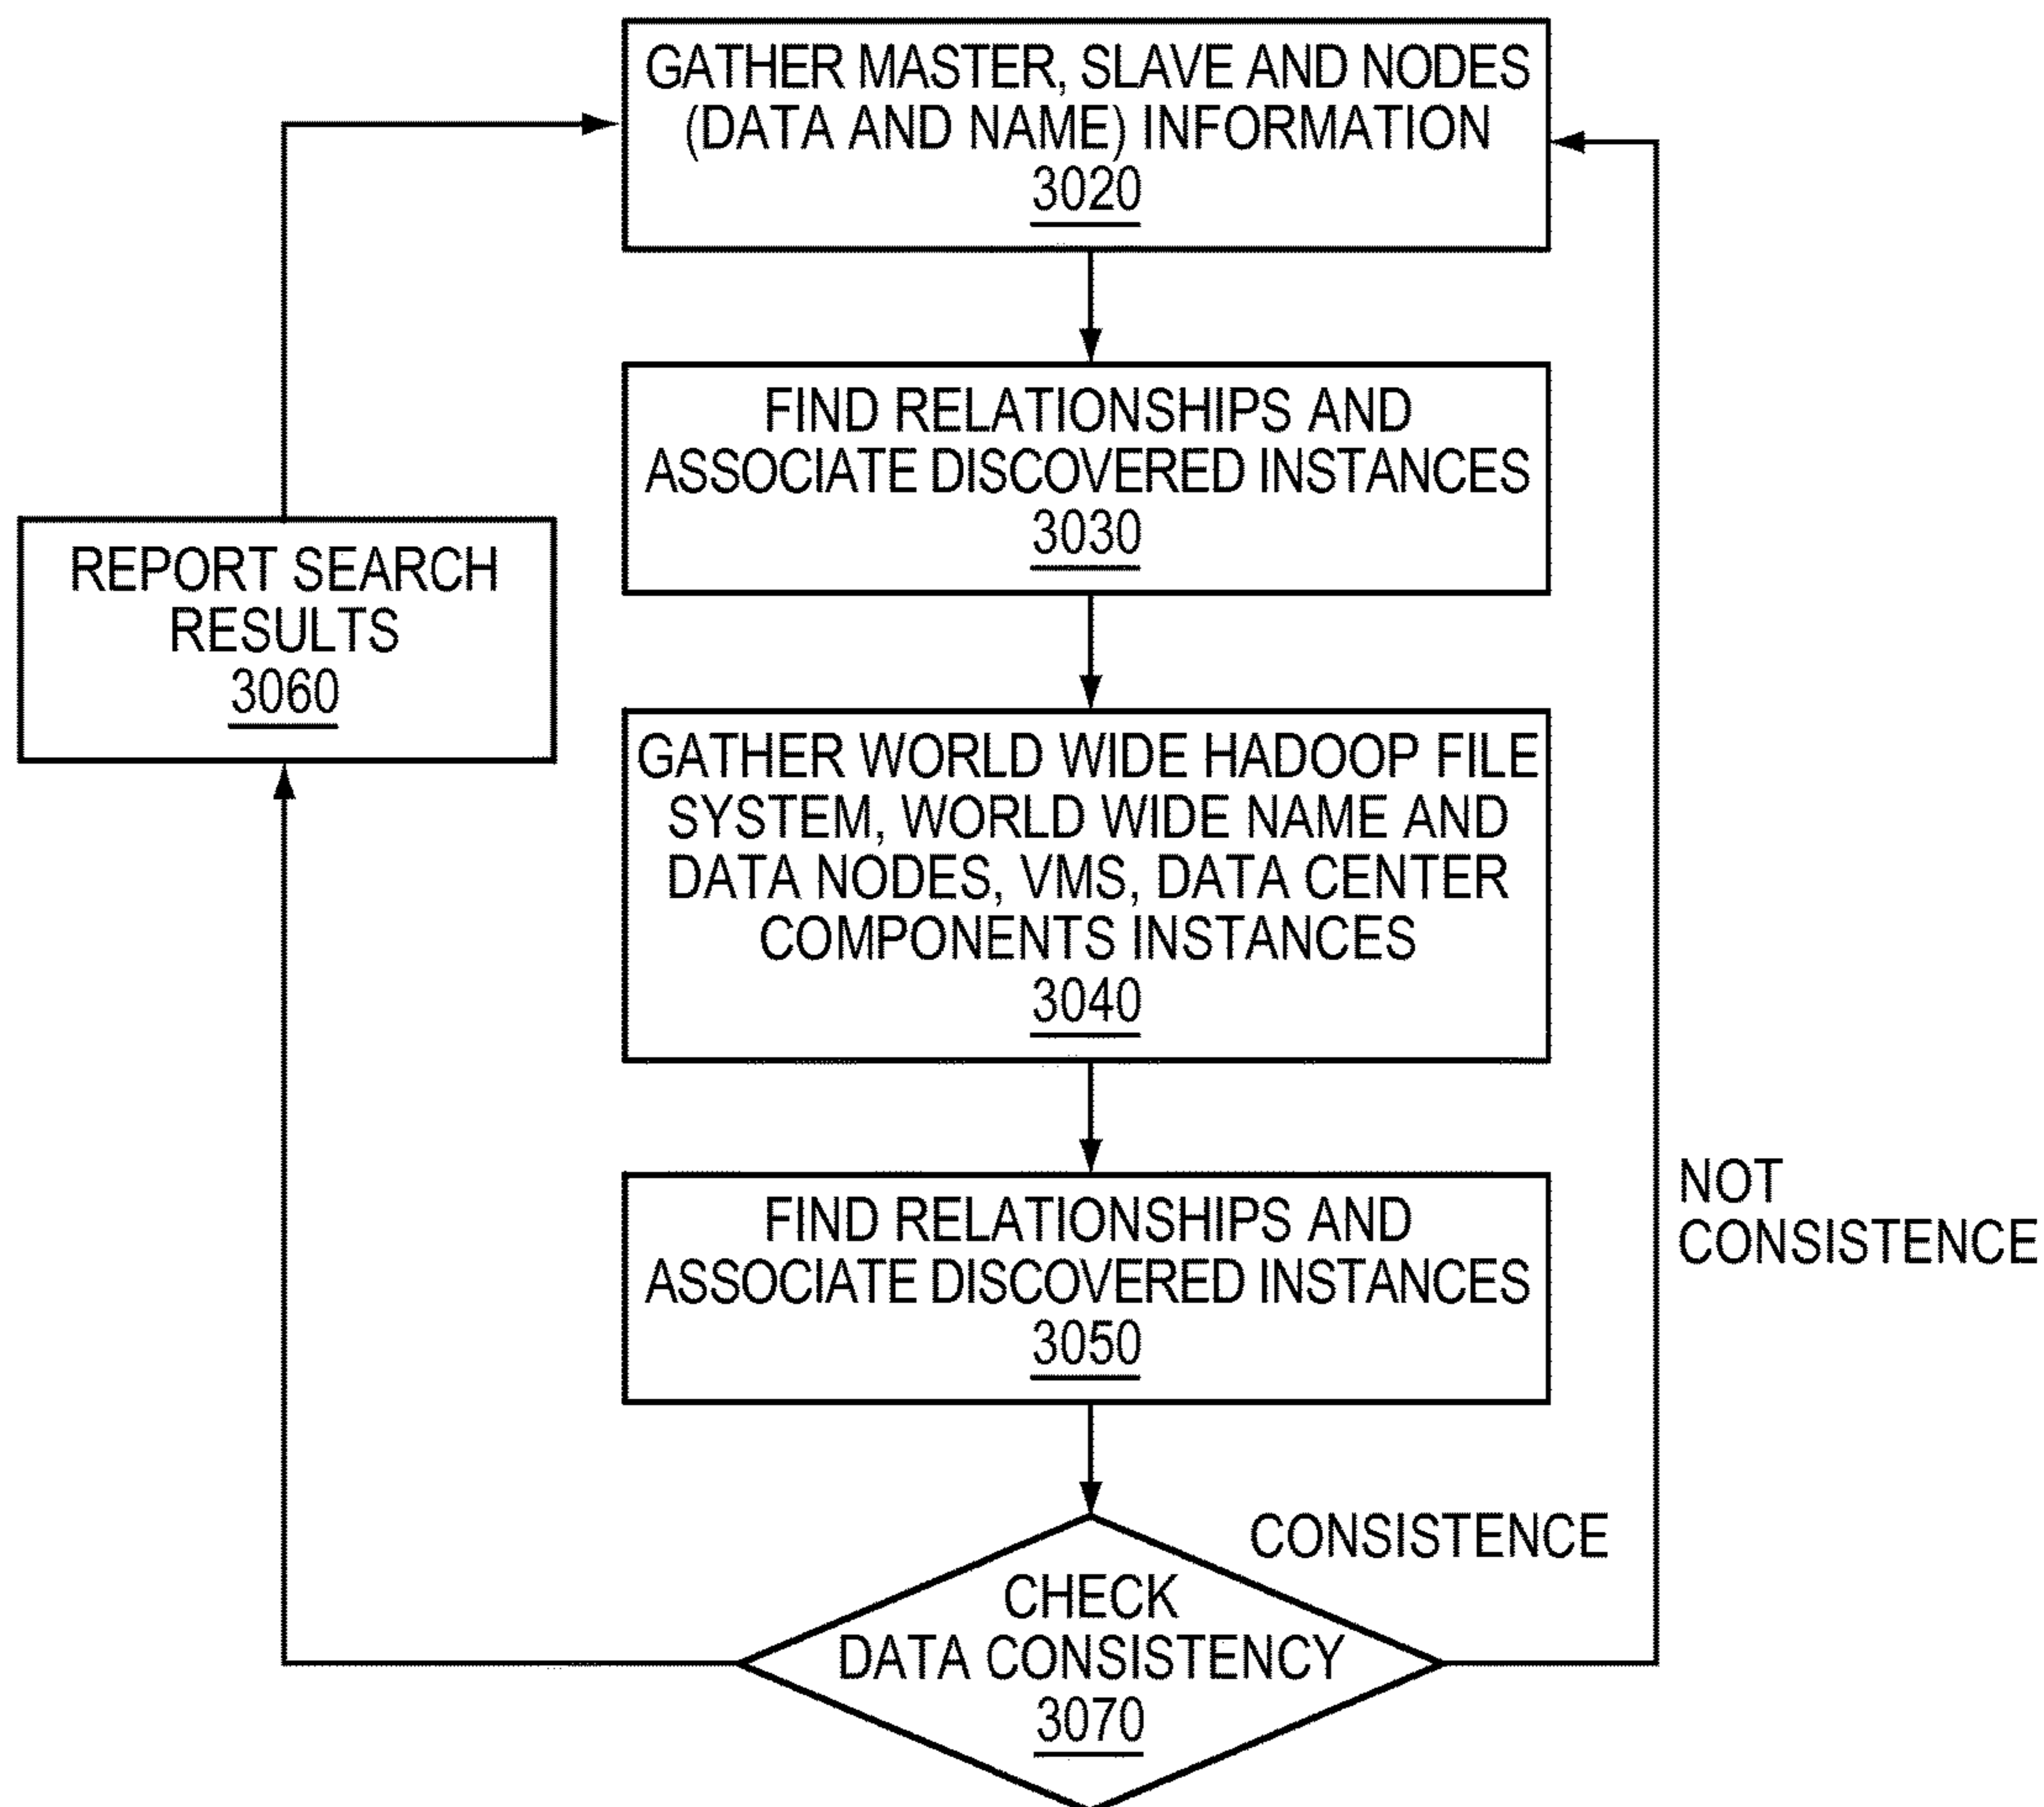 GATHER MASTER, SLAVE AND NODES
(DATA AND NAME) INFORMATION
3020
FIND RELATIONSHIPS AND
ASSOCIATE DISCOVERED INSTANCES
3030
REPORT SEARCH
RESULTS
3060
GATHER WORLD WIDE HADOOP FILE
SYSTEM, WORLD WIDE NAME AND
DATA NODES, VMS, DATA CENTER
COMPONENTS INSTANCES
3040
FIND RELATIONSHIPS AND
ASSOCIATE DISCOVERED INSTANCES
3050
NOT
CONSISTENCE
CONSISTENCE
CHECK
DATA CONSISTENCY
3070